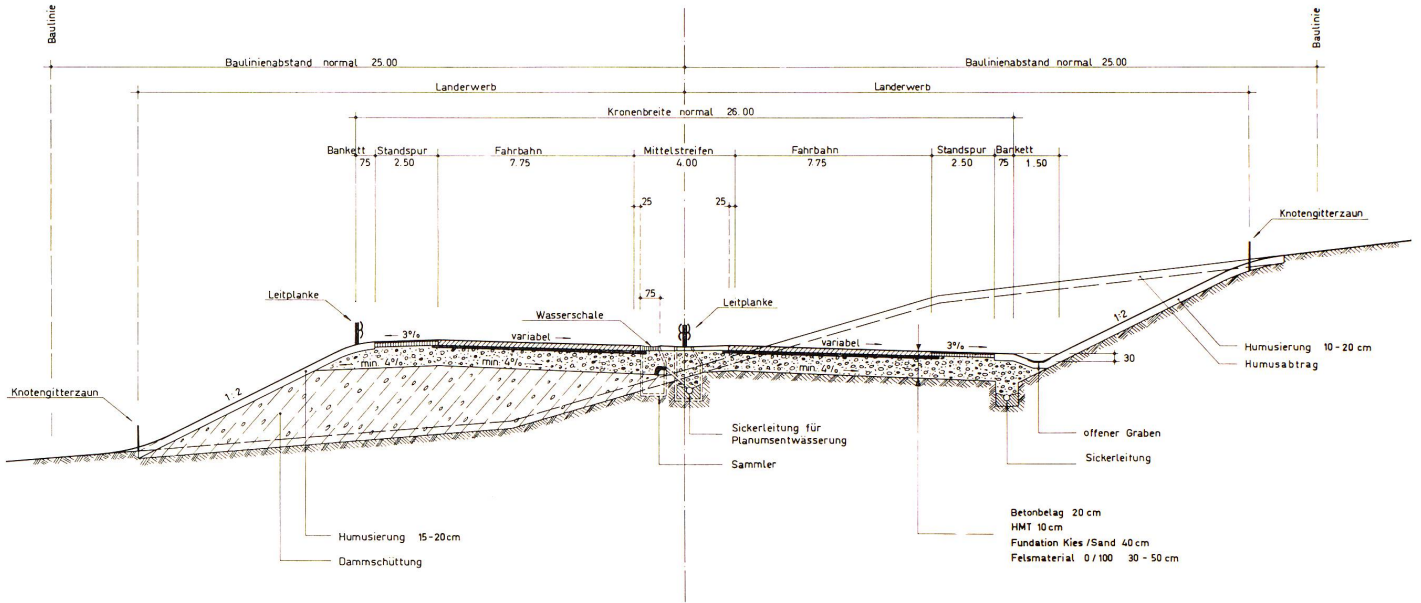 Baulinie
Baulinie
Baulinienabstand normal 25.00
Baulinienabstand normal 25.00
Landerwerb
Landerwerb
Kronenbreite normal 26.00
Bankett Standspur Fahrbahn Mittelstreifen Fahrbahn Standspur Bankett
75 2.50 7.75 4.00 7.75 2.50 75 1.50
25 25
Knotengitterzaun
Leitplanke
75
Leitplanke
Wasserschale
1:2
← 3% variabel →
variabel → 3% →
30
Humusierung 10-20 cm
Humusabtrag
← min. 4% min. 4% →
min. 4%
Knotengitterzaun
1:2
Sickerleitung für
Planumsentwässerung
Sammler
offener Graben
Sickerleitung
Betonbelag 20 cm
HMT 10 cm
Fundation Kies / Sand 40 cm
Felsmaterial 0/100 30 - 50 cm
Humusierung 15-20 cm
Dammschüttung